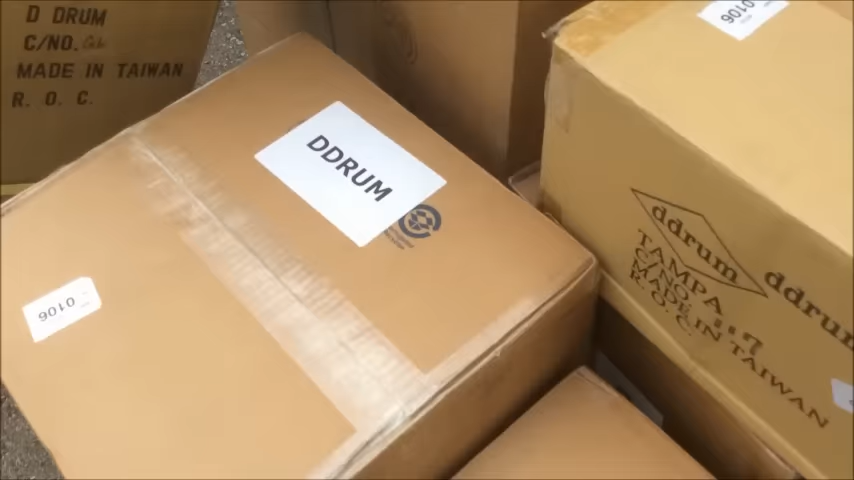 D DRUM
C/NO.
MADE IN TAIWAN
R. O. C.
DDRUM
0106
0106
ddrum
TAMPA
C/NO.
MADE IN TAIWAN
R.O.C.
ddrum